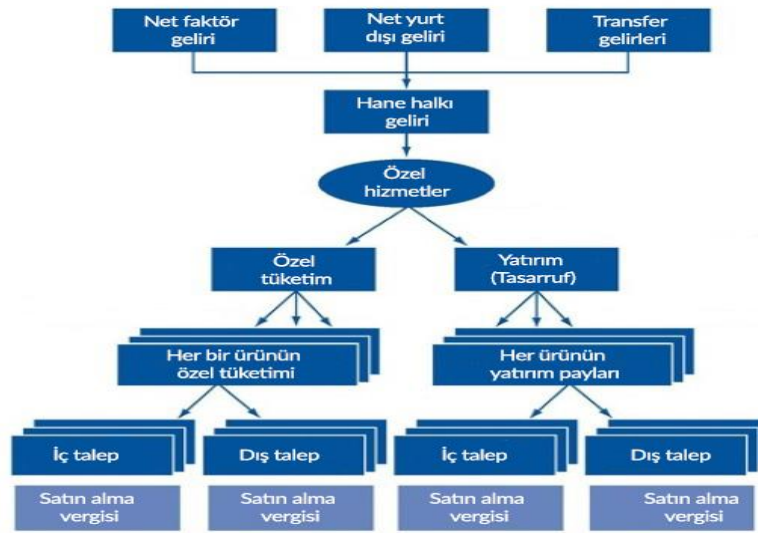 Net faktör
geliri
Net yurt
dışı geliri
Transfer
gelirleri
Hane halkı
geliri
Özel
hizmetler
Özel
tüketim
Yatırım
(Tasarruf)
Her bir ürünün
özel tüketimi
Her ürünün
yatırım payları
İç talep
Dış talep
İç talep
Dış talep
Satın alma
vergisi
Satın alma
vergisi
Satın alma
vergisi
Satın alma
vergisi